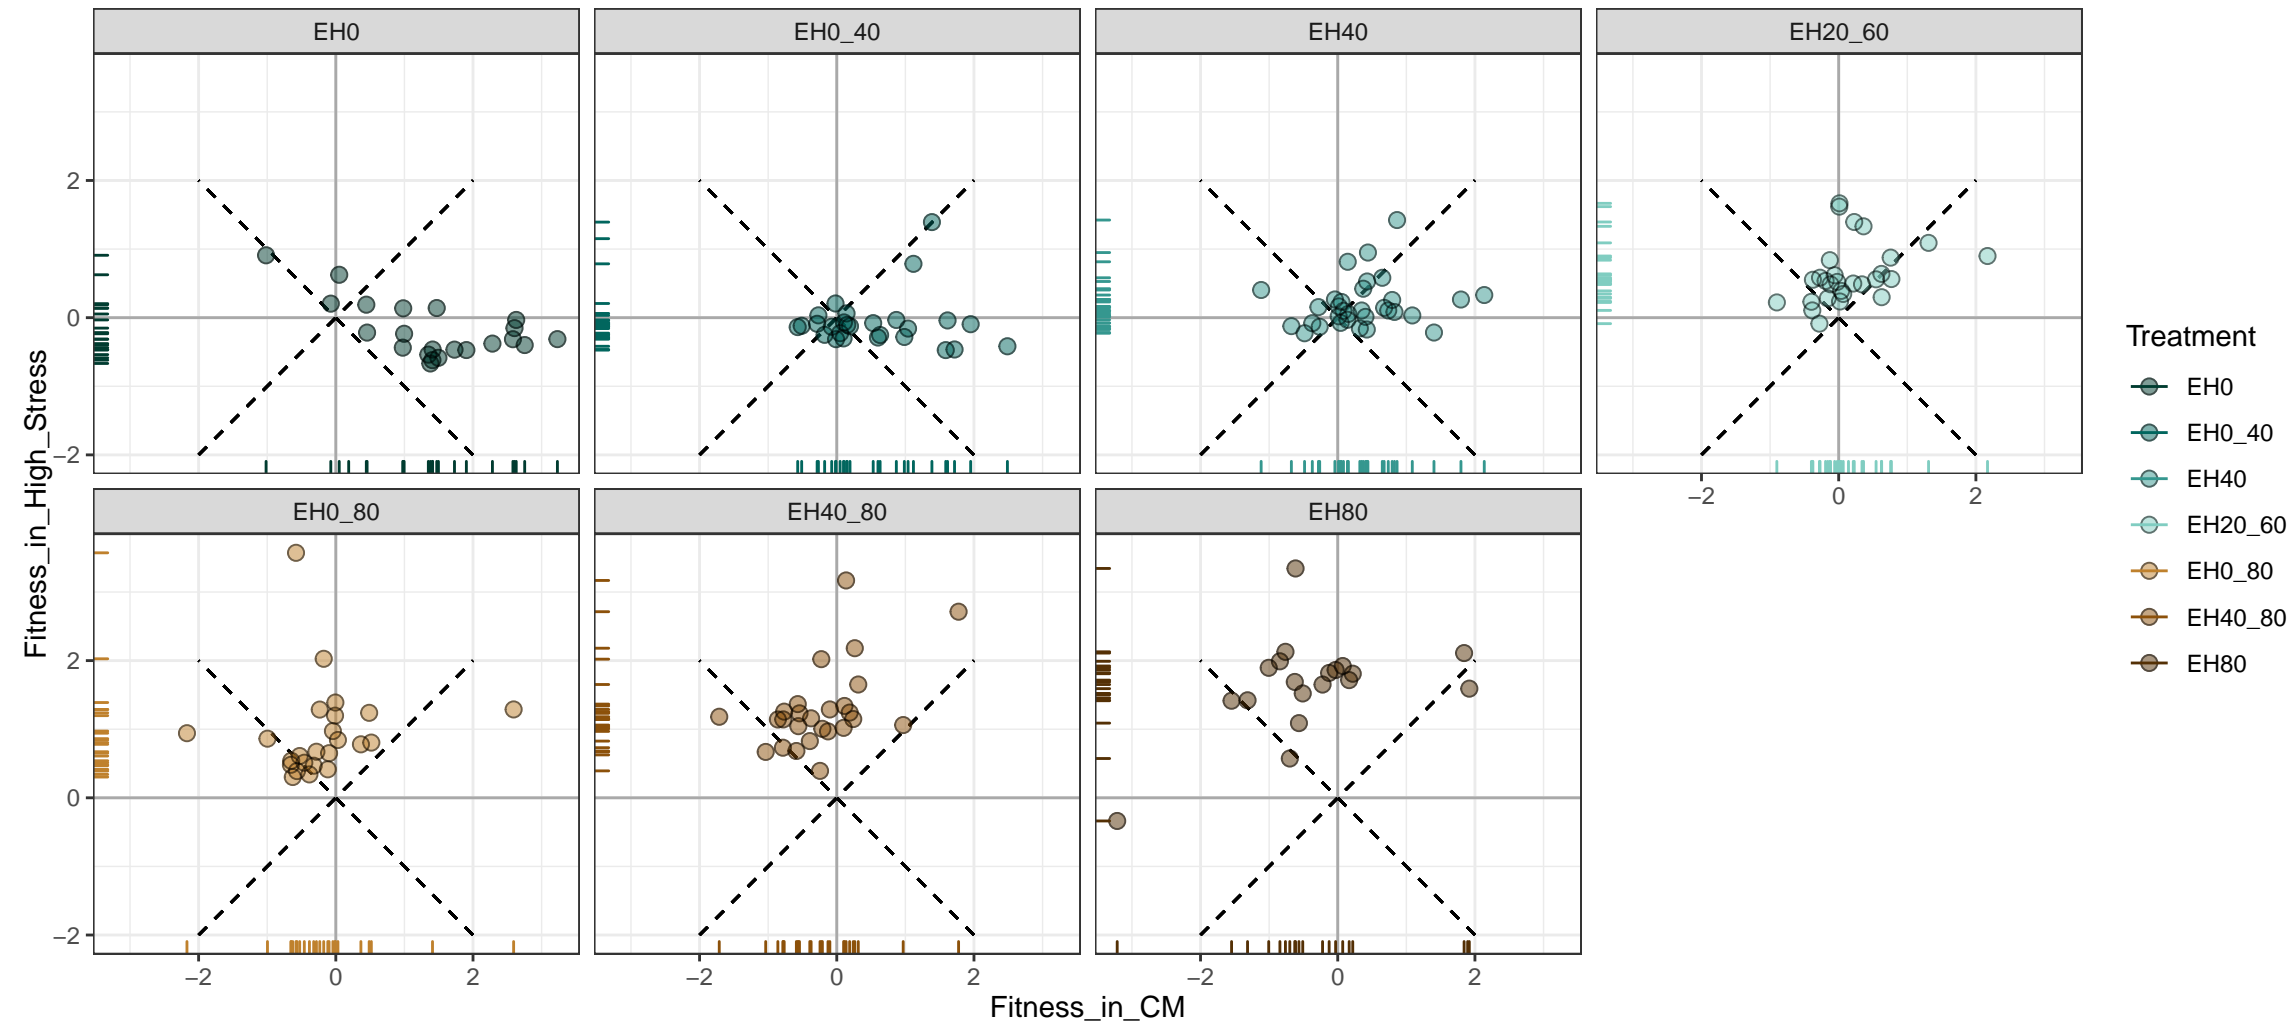 EH0 EH0_40 EH40 EH20_60
2
0
−2
−2 0 2
EH0_80 EH40_80 EH80
2
0
−2
−2 0 2 −2 0 2 −2 0 2
Fitness_in_CM
Fitness_in_High_Stress
Treatment
EH0
EH0_40
EH40
EH20_60
EH0_80
EH40_80
EH80